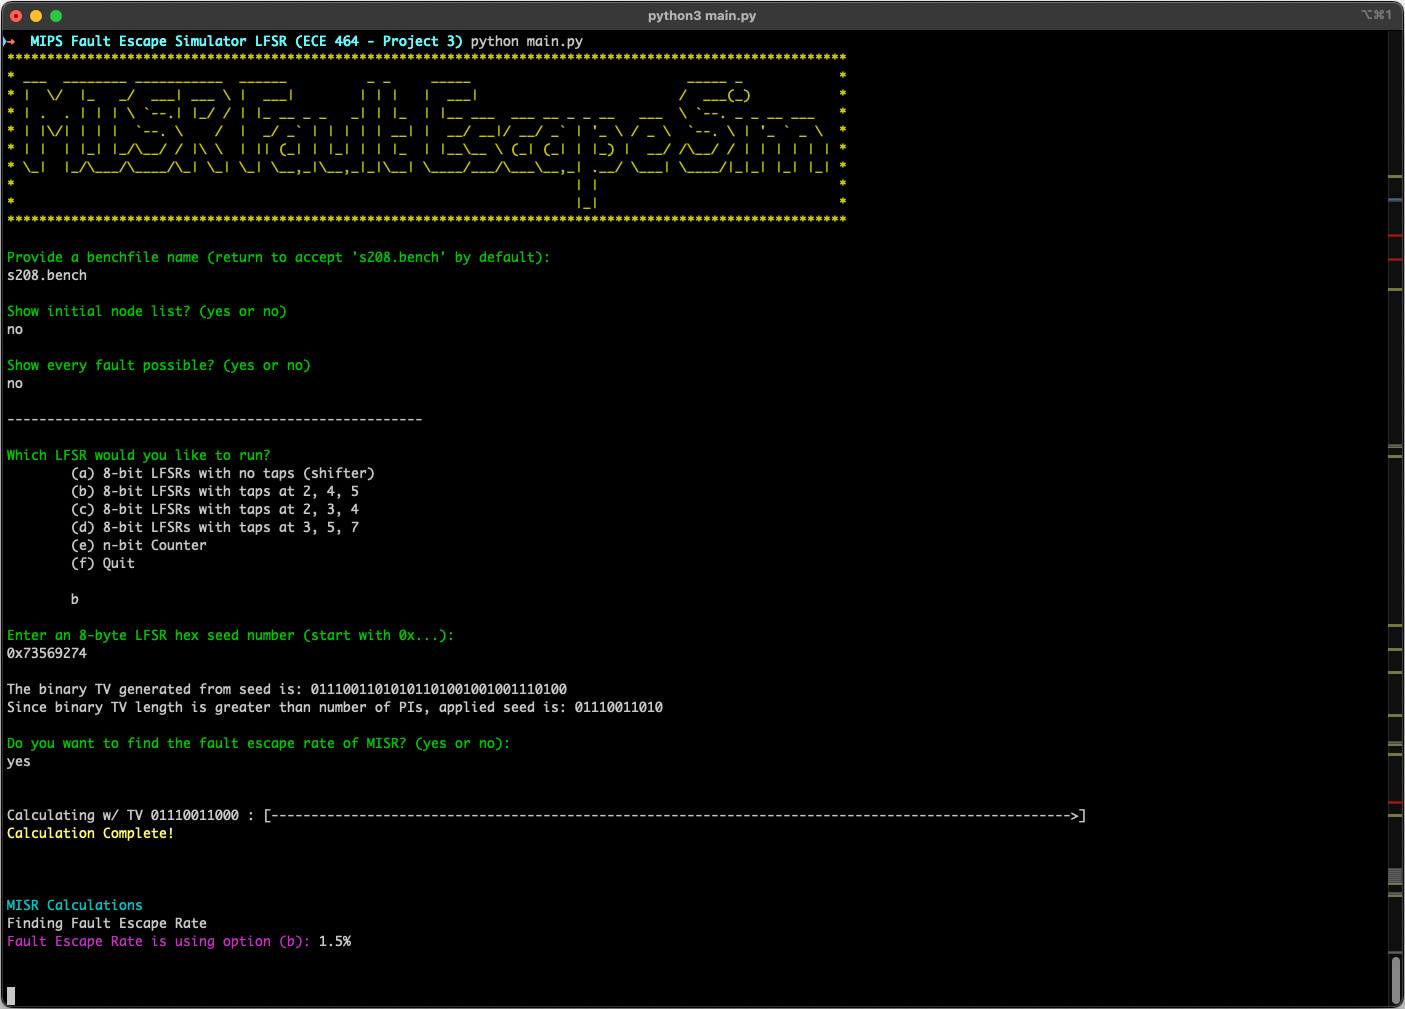 python3 main.py
⌥⌘1
MIPS Fault Escape Simulator LFSR (ECE 464 - Project 3) python main.py
MISR Fault Escape Sim
Provide a benchfile name (return to accept 's208.bench' by default):
s208.bench
Show initial node list? (yes or no)
no
Show every fault possible? (yes or no)
no
----------------------------------------------------
Which LFSR would you like to run?
(a) 8-bit LFSRs with no taps (shifter)
(b) 8-bit LFSRs with taps at 2, 4, 5
(c) 8-bit LFSRs with taps at 2, 3, 4
(d) 8-bit LFSRs with taps at 3, 5, 7
(e) n-bit Counter
(f) Quit
b
Enter an 8-byte LFSR hex seed number (start with 0x...):
0x73569274
The binary TV generated from seed is: 01110011010101101001001001110100
Since binary TV length is greater than number of PIs, applied seed is: 01110011010
Do you want to find the fault escape rate of MISR? (yes or no):
yes
Calculating w/ TV 01110011000 : [---------------------------------------------------------------------------------------------------->]
Calculation Complete!
MISR Calculations
Finding Fault Escape Rate
Fault Escape Rate is using option (b): 1.5%